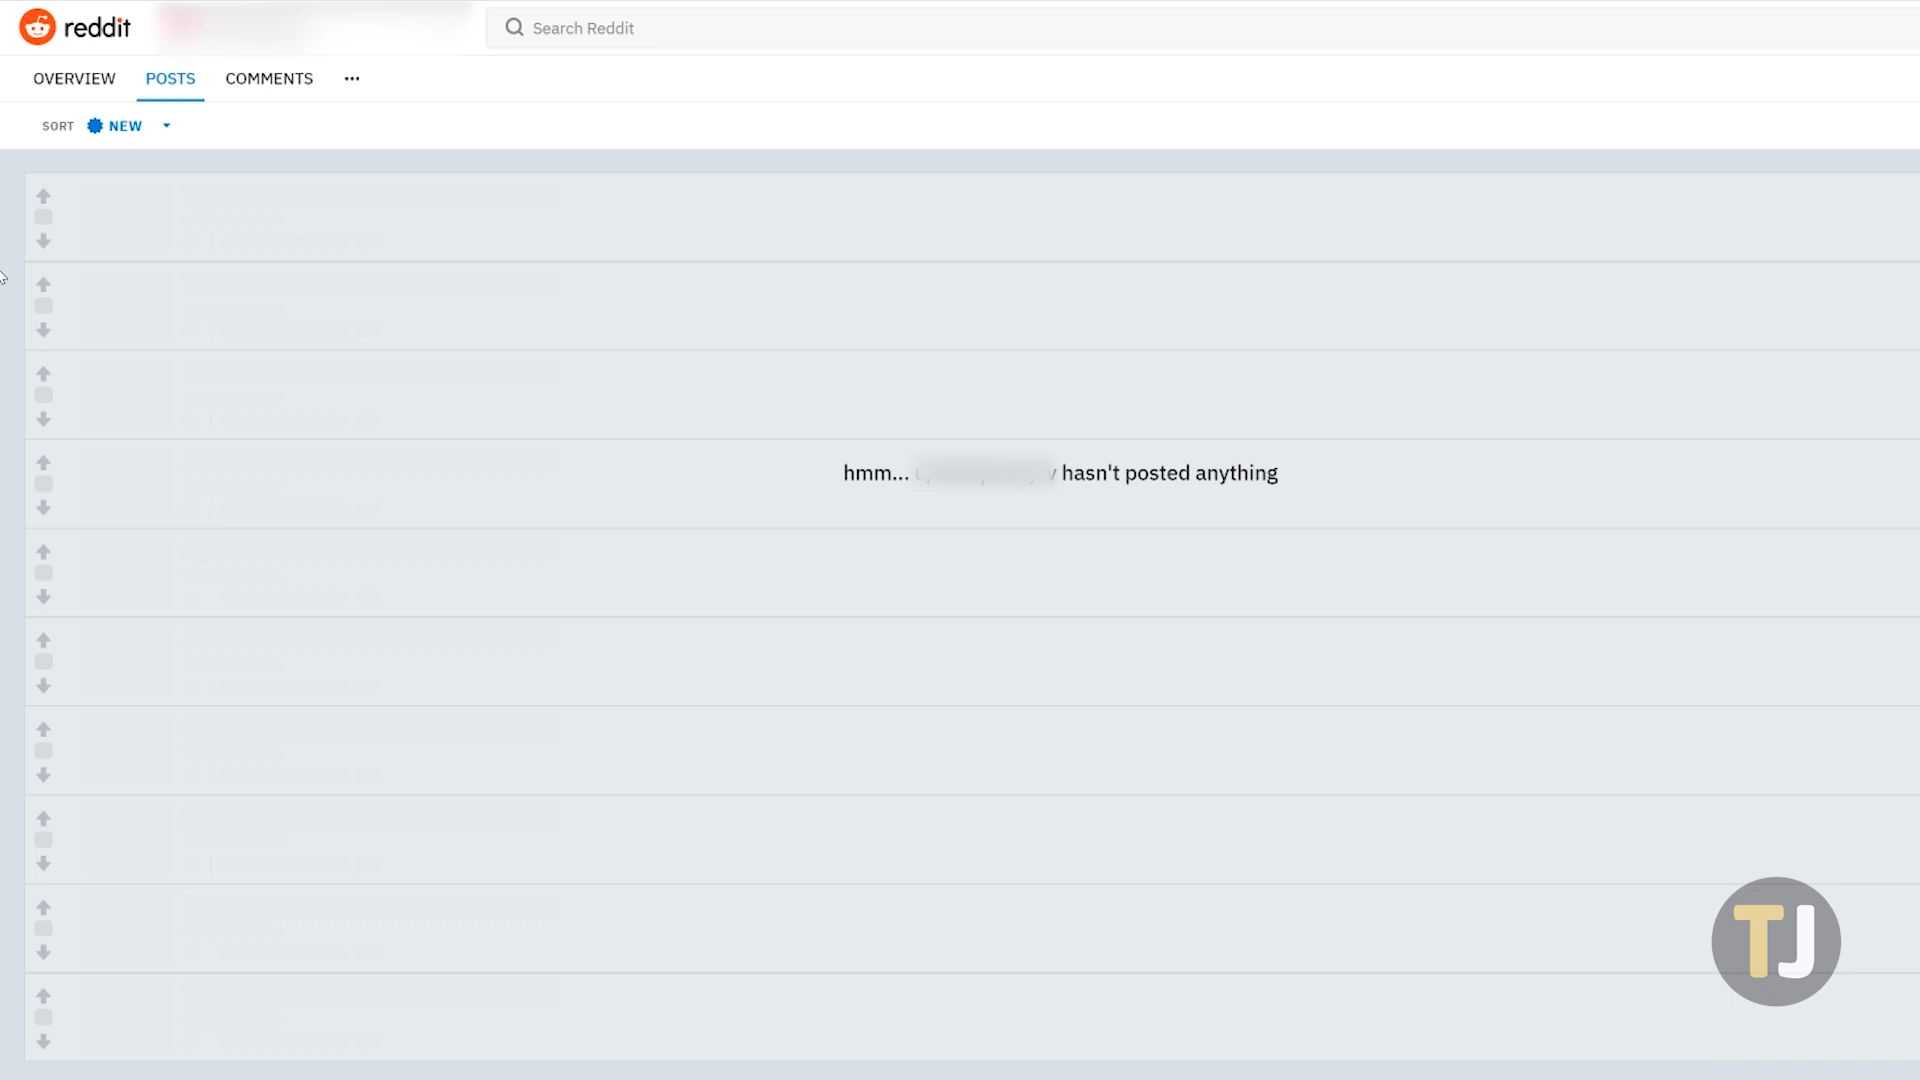 reddit
Search Reddit
OVERVIEW POSTS COMMENTS ...
SORT NEW
hmm... hasn't posted anything
TJ